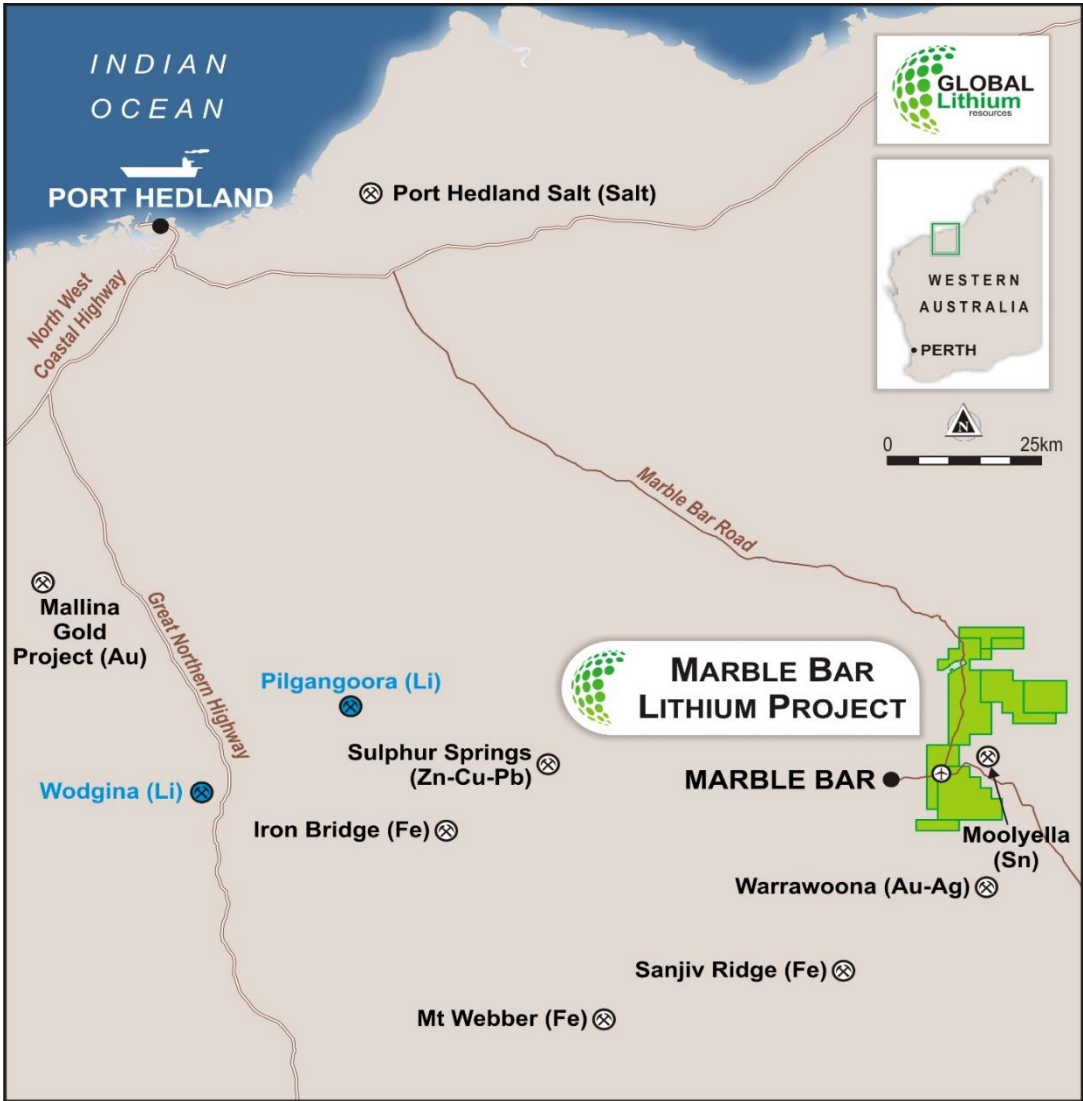 INDIAN
OCEAN
PORT HEDLAND
Port Hedland Salt (Salt)
GLOBAL
Lithium
resources
WESTERN
AUSTRALIA
PERTH
N
0 25km
North West
Coastal Highway
Marble Bar Road
Great Northern Highway
Mallina
Gold
Project (Au)
Pilgangoora (Li)
MARBLE BAR
LITHIUM PROJECT
Sulphur Springs
(Zn-Cu-Pb)
MARBLE BAR
Wodgina (Li)
Iron Bridge (Fe)
Moolyella
(Sn)
Warrawoona (Au-Ag)
Sanjiv Ridge (Fe)
Mt Webber (Fe)